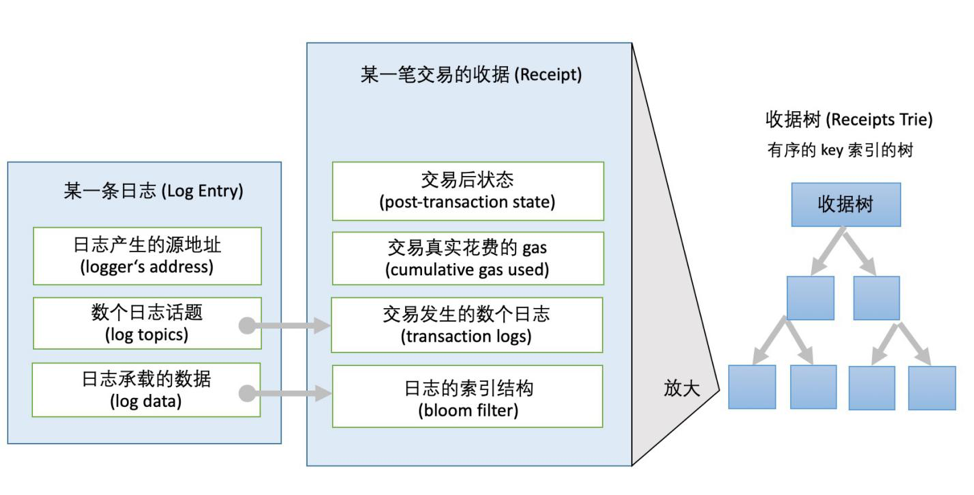 某一条日志 (Log Entry)
日志产生的源地址
(logger‘s address)
数个日志话题
(log topics)
日志承载的数据
(log data)
某一笔交易的收据 (Receipt)
交易后状态
(post-transaction state)
交易真实花费的 gas
(cumulative gas used)
交易发生的数个日志
(transaction logs)
日志的索引结构
(bloom filter)
放大
收据树 (Receipts Trie)
有序的 key 索引的树
收据树